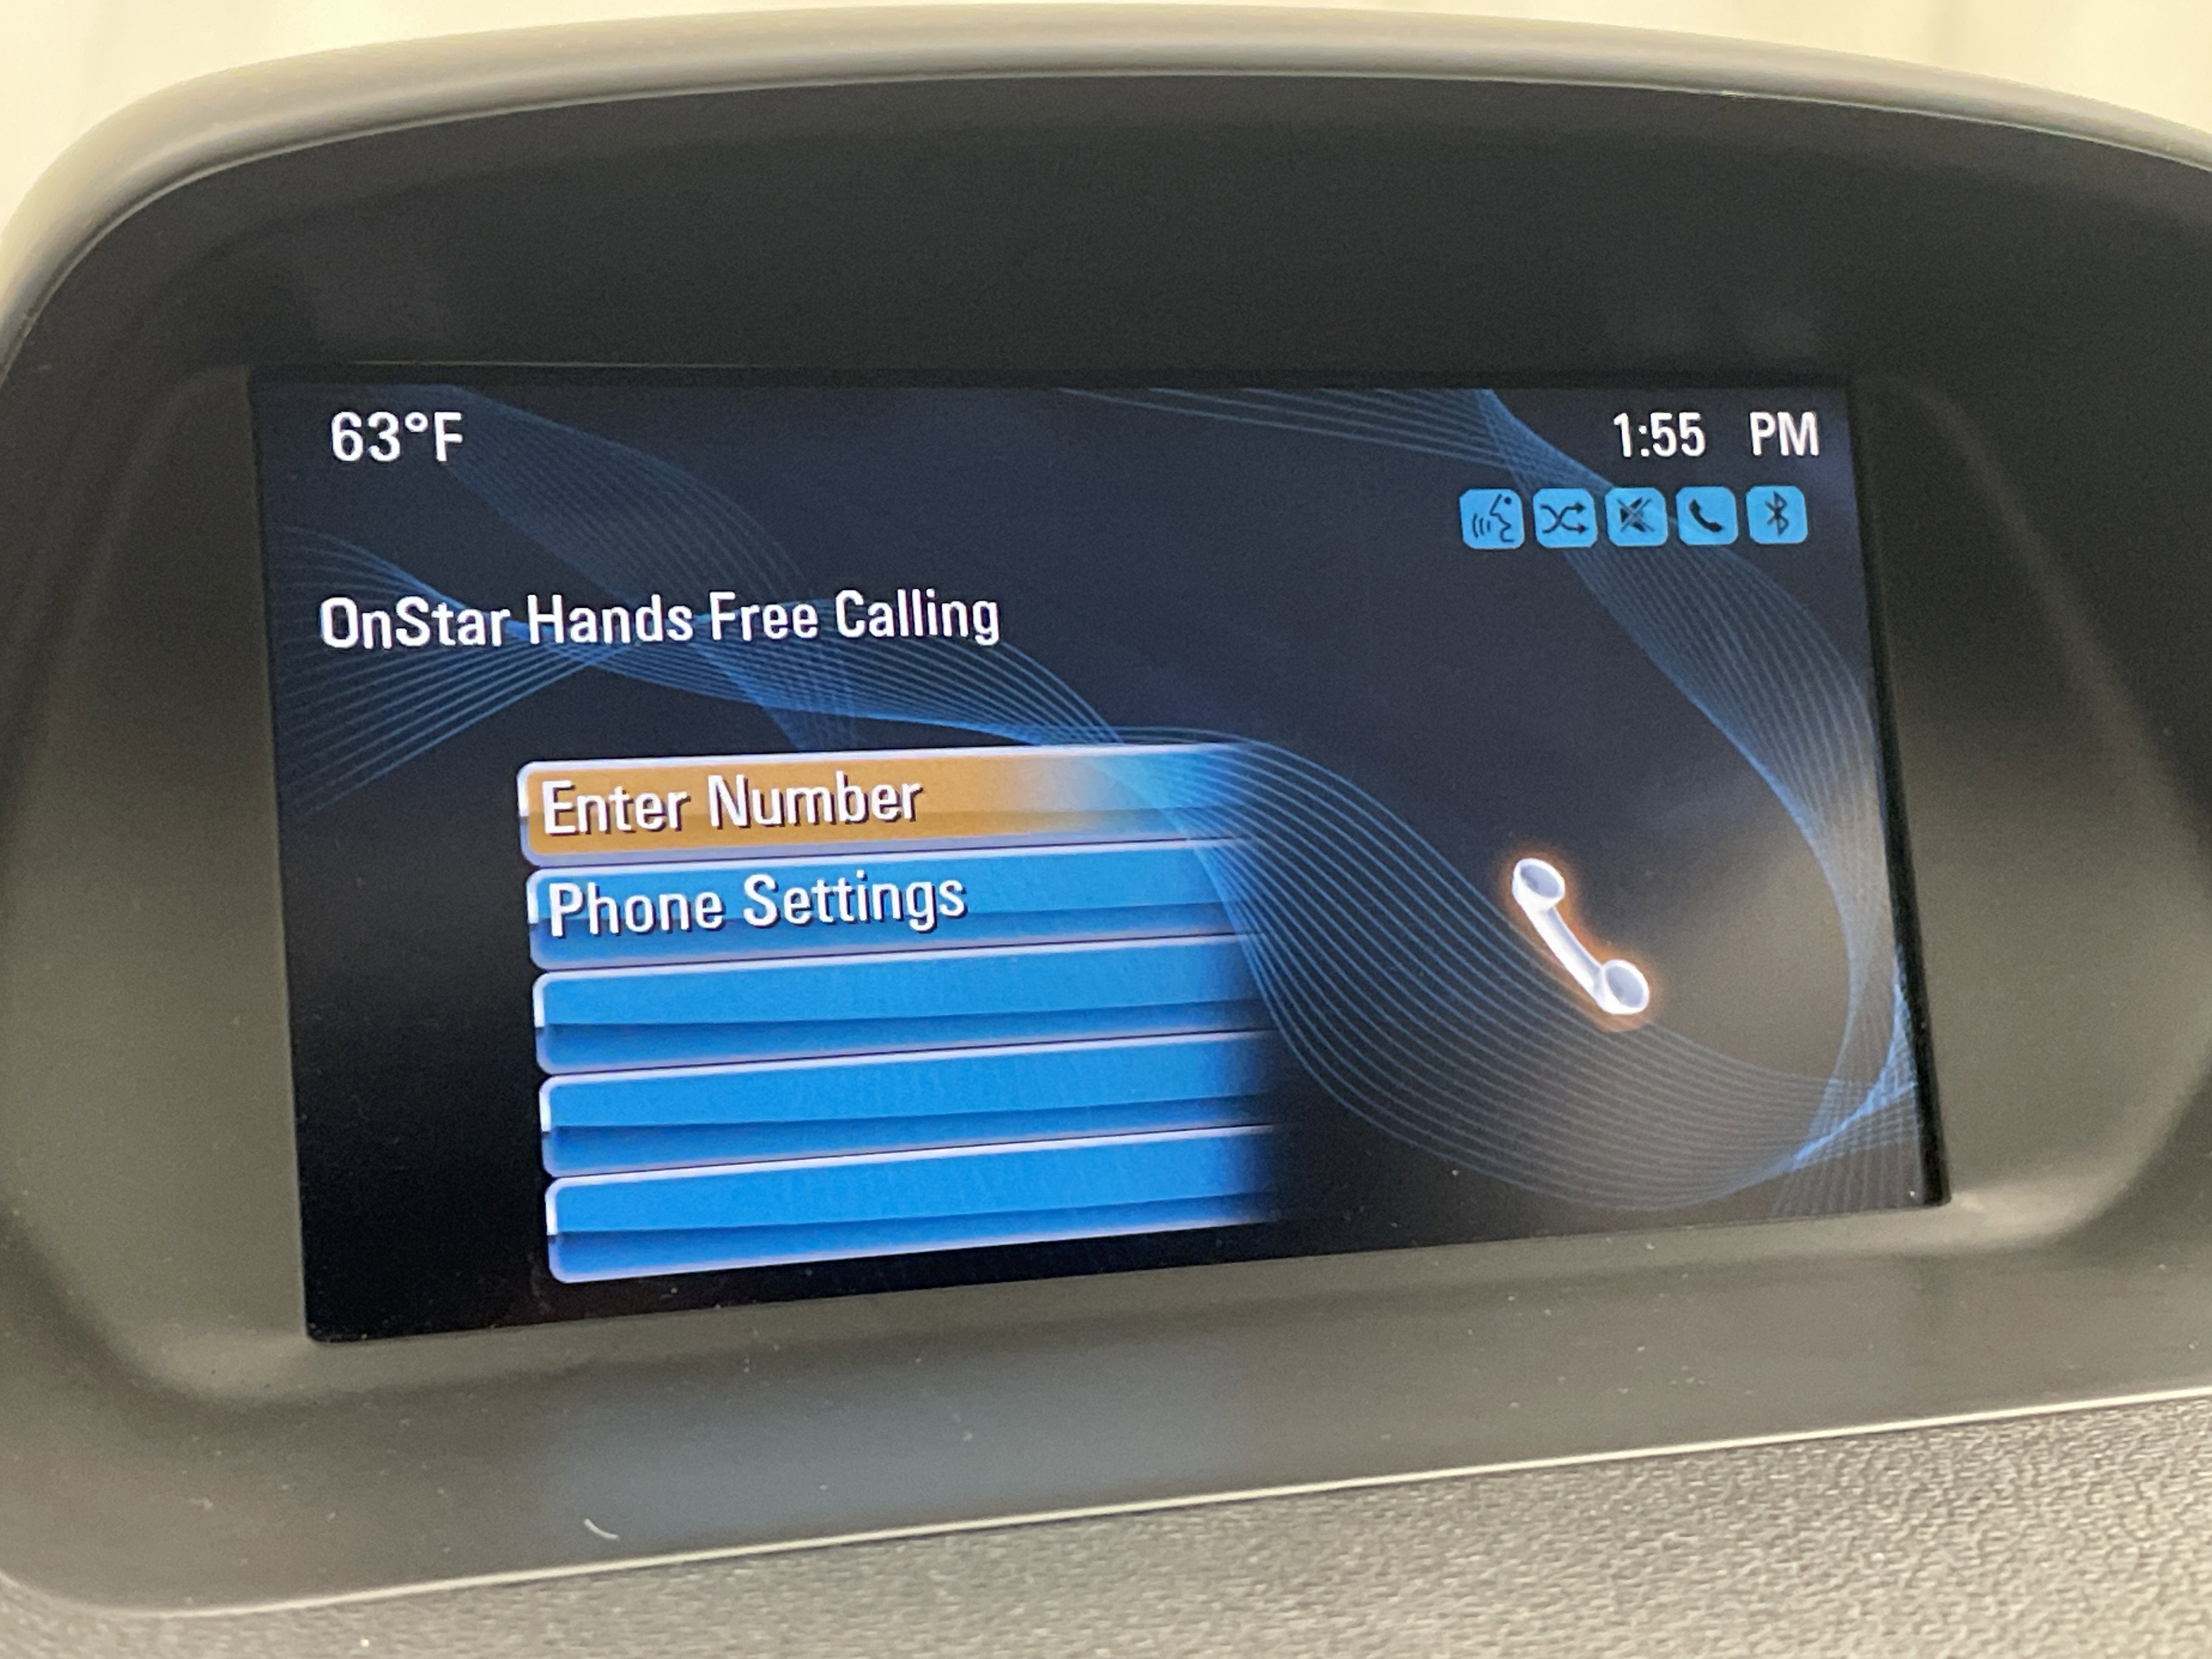 63°F
1:55 PM
OnStar Hands Free Calling
Enter Number
Phone Settings